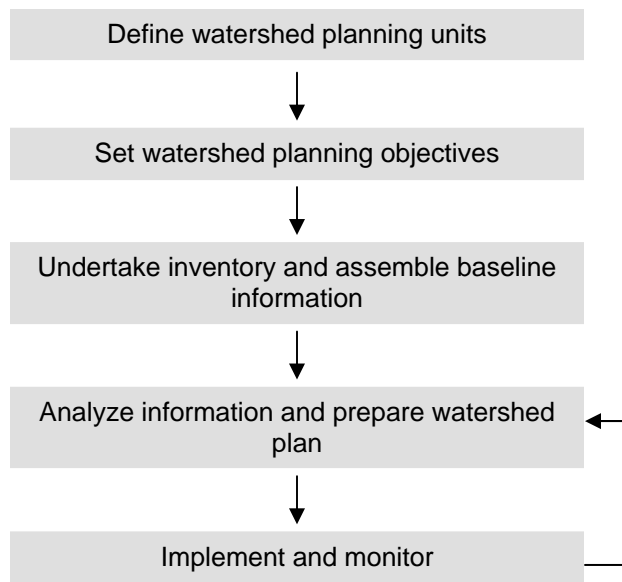 Define watershed planning units
Set watershed planning objectives
Undertake inventory and assemble baseline
information
Analyze information and prepare watershed
plan
Implement and monitor